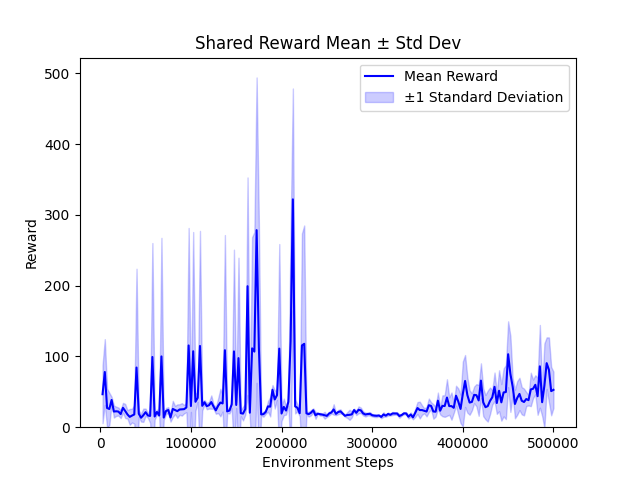 Shared Reward Mean ± Std Dev
Mean Reward
±1 Standard Deviation
Reward
500
400
300
200
100
0
0 100000 200000 300000 400000 500000
Environment Steps